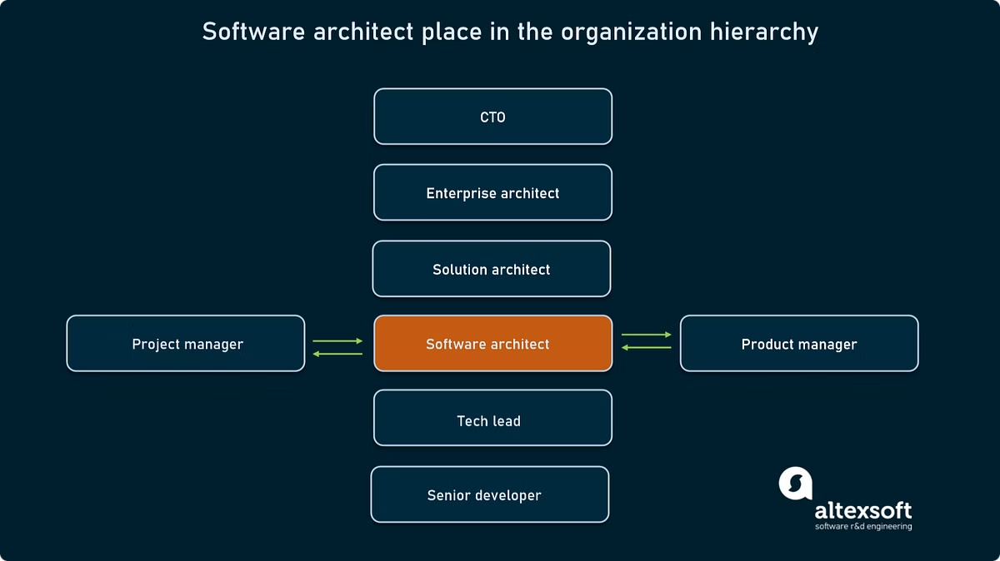 Software architect place in the organization hierarchy
CTO
Enterprise architect
Solution architect
Project manager
Software architect
Product manager
Tech lead
Senior developer
altexsoft
software r&d engineering